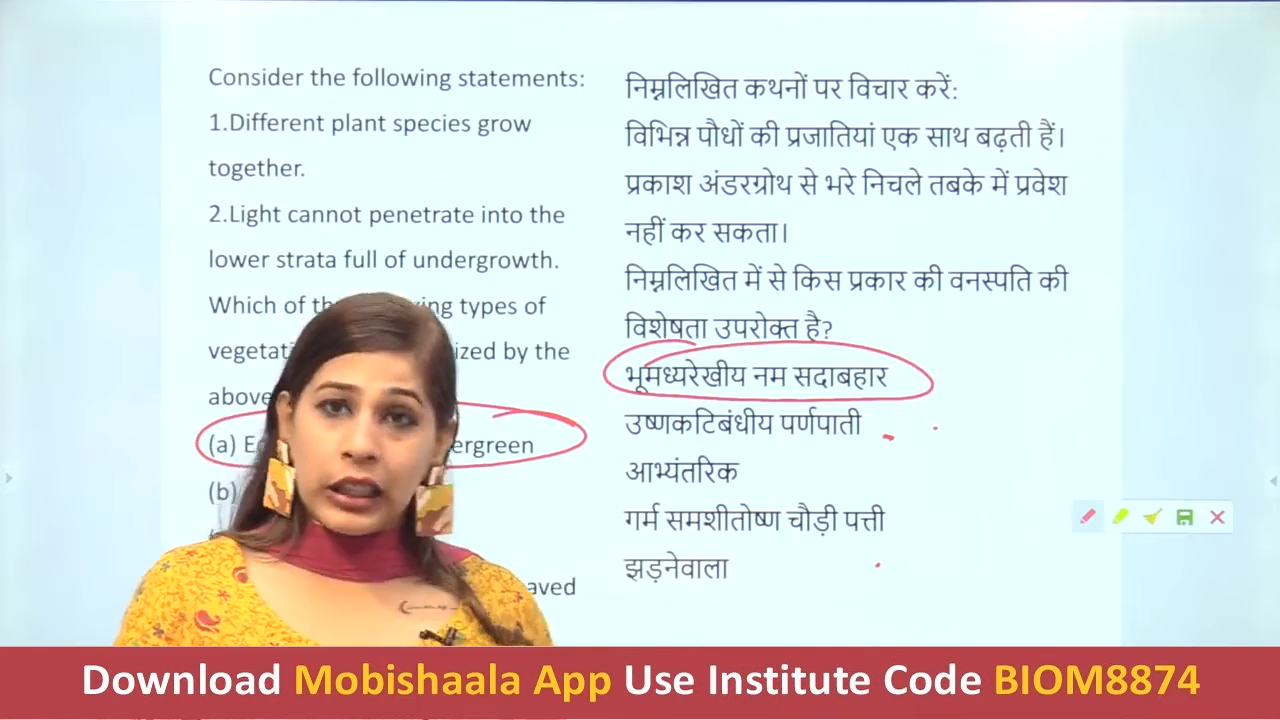 Consider the following statements:
1.Different plant species grow
together.
2.Light cannot penetrate into the
lower strata full of undergrowth.
Which of types of
vegetati ized by the
above
(a) E ergreen
(b)
aved
निम्नलिखित कथनों पर विचार करें:
विभिन्न पौधों की प्रजातियां एक साथ बढ़ती हैं।
प्रकाश अंडरग्रोथ से भरे निचले तबके में प्रवेश
नहीं कर सकता।
निम्नलिखित में से किस प्रकार की वनस्पति की
विशेषता उपरोक्त है?
भूमध्यरेखीय नम सदाबहार
उष्णकटिबंधीय पर्णपाती
आभ्यंतरिक
गर्म समशीतोष्ण चौड़ी पत्ती
झड़नेवाला
Download Mobishaala App Use Institute Code BIOM8874